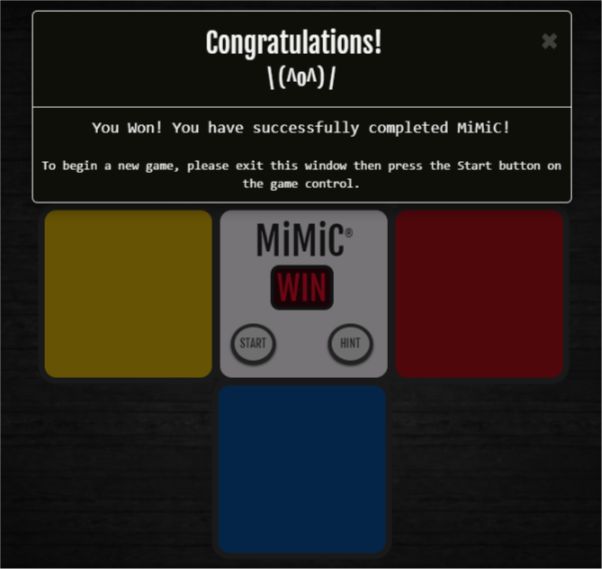 Congratulations!
\(^o^)/
You Won! You have successfully completed MiMiC!
To begin a new game, please exit this window then press the Start button on
the game control.
MiMiC®
WIN
START
HINT